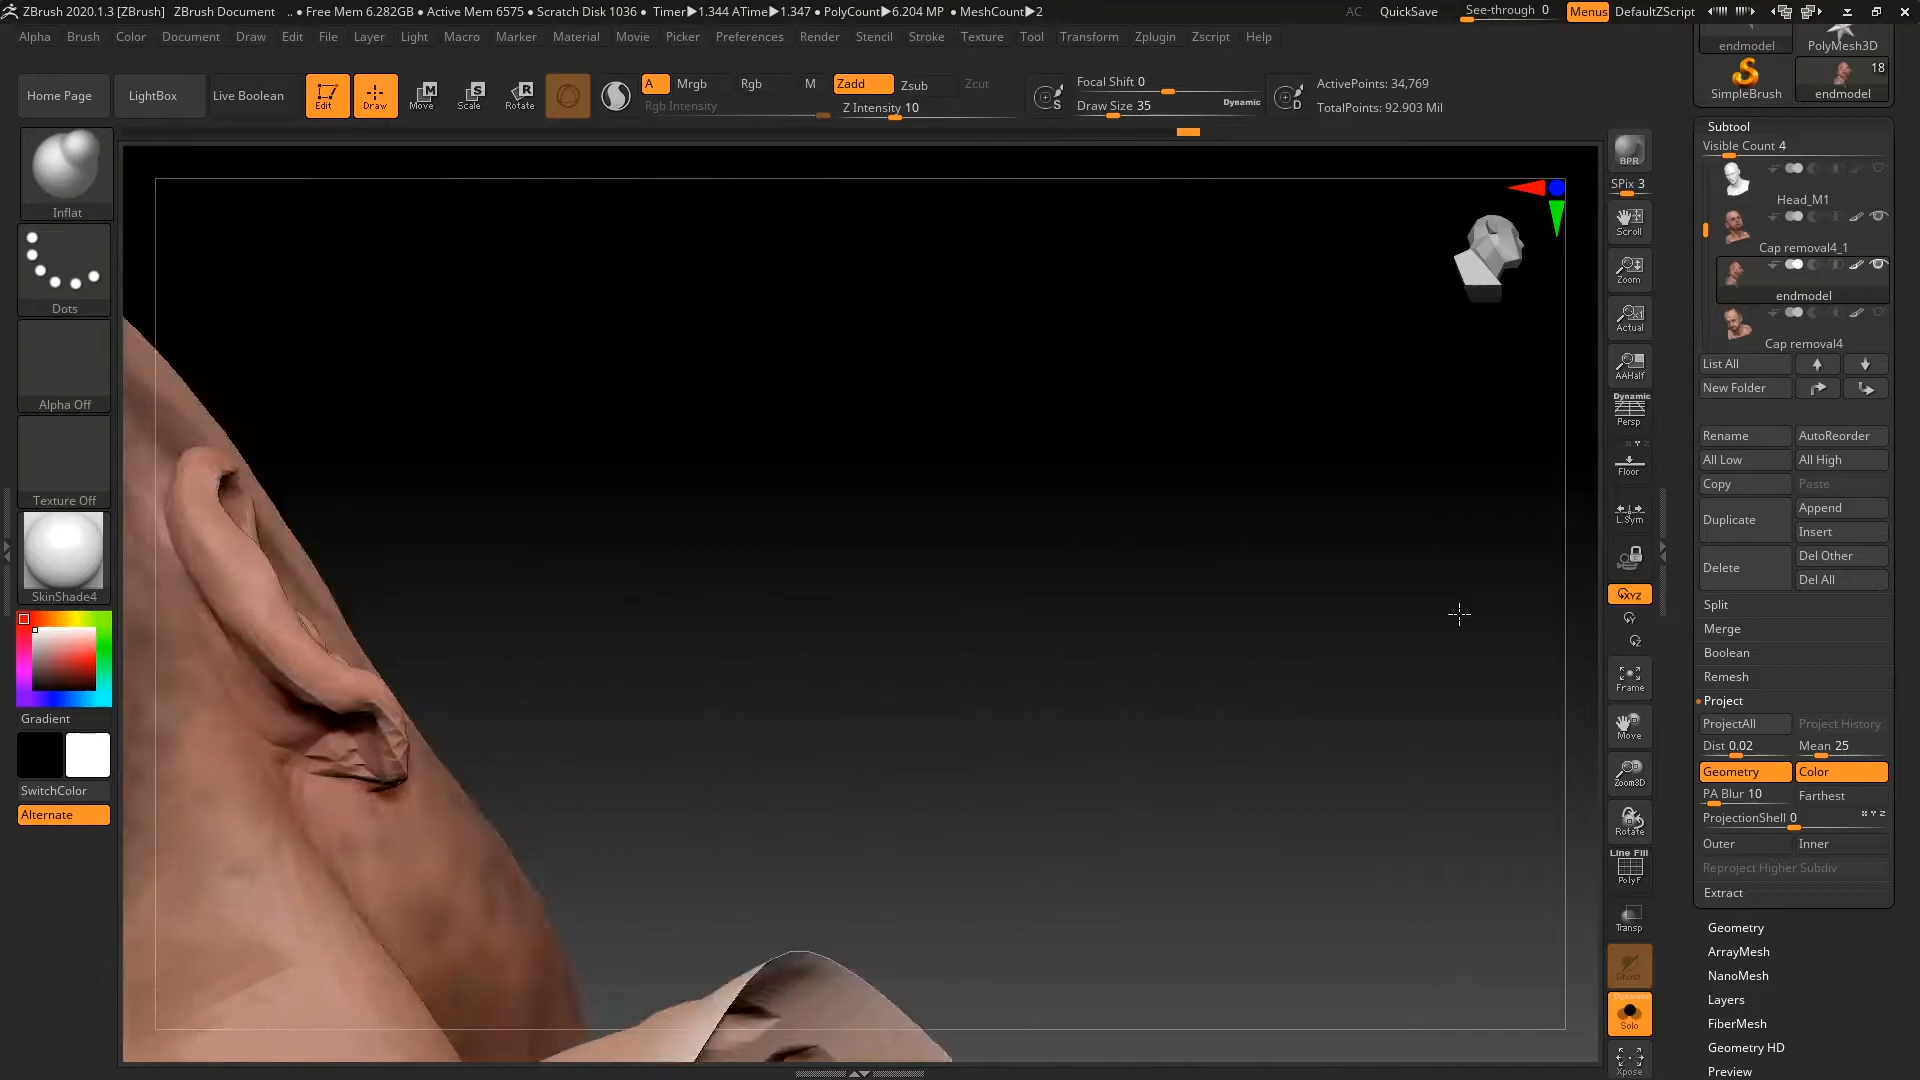 ZBrush 2020.1.3 [ZBrush] ZBrush Document .. • Free Mem 6.282GB • Active Mem 6575 • Scratch Disk 1036 • Timer▶1.344 ATime▶1.347 • PolyCount▶6.204 MP • MeshCount▶2 AC QuickSave See-through 0 Menus DefaultZScript
Alpha Brush Color Document Draw Edit File Layer Light Macro Marker Material Movie Picker Preferences Render Stencil Stroke Texture Tool Transform Zplugin Zscript Help
endmodel PolyMesh3D
18
SimpleBrush endmodel
Home Page LightBox Live Boolean Edit Draw Move Scale Rotate
A Mrgb Rgb M Zadd Zsub Zcut
Rgb Intensity Z Intensity 10
Focal Shift 0
Draw Size 35 Dynamic
S D
ActivePoints: 34,769
TotalPoints: 92.903 Mil
Inflat
Dots
Alpha Off
Texture Off
SkinShade4
Gradient
SwitchColor
Alternate
BPR
SPix 3
Scroll
Zoom
Actual
AAHalf
Dynamic
Persp
Floor
L.Sym
XYZ
Y
Z
Frame
Move
Zoom3D
Rotate
Line Fill
PolyF
Transp
Ghost
Dynamic
Solo
Xpose
Subtool
Visible Count 4
Head_M1
Cap removal4_1
endmodel
Cap removal4
List All
New Folder
Rename AutoReorder
All Low All High
Copy Paste
Duplicate Append
Insert
Delete Del Other
Del All
Split
Merge
Boolean
Remesh
Project
ProjectAll Project History
Dist 0.02 Mean 25
Geometry Color
PA Blur 10 Farthest
ProjectionShell 0 X Y Z
Outer Inner
Reproject Higher Subdiv
Extract
Geometry
ArrayMesh
NanoMesh
Layers
FiberMesh
Geometry HD
Preview